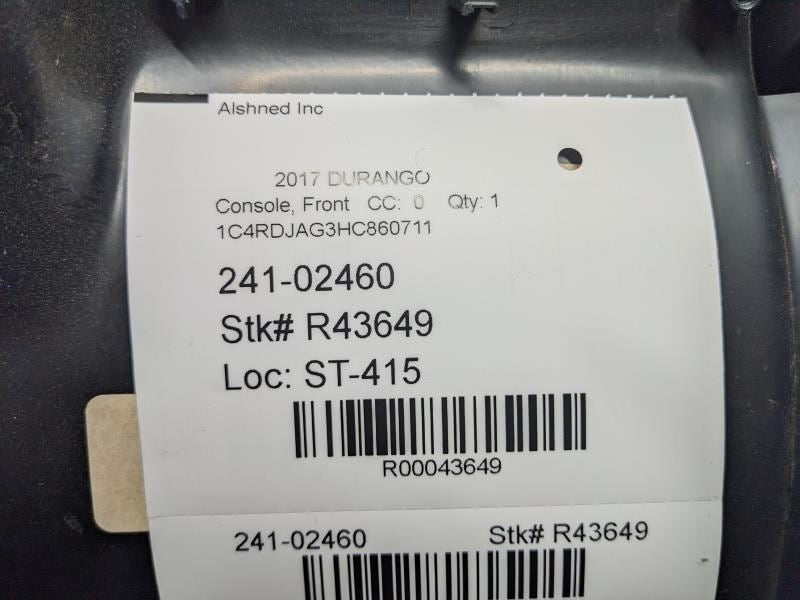 Alshned Inc
2017 DURANGO
Console, Front CC: 0 Qty: 1
1C4RDJAG3HC860711
241-02460
Stk# R43649
Loc: ST-415
R00043649
241-02460 Stk# R43649